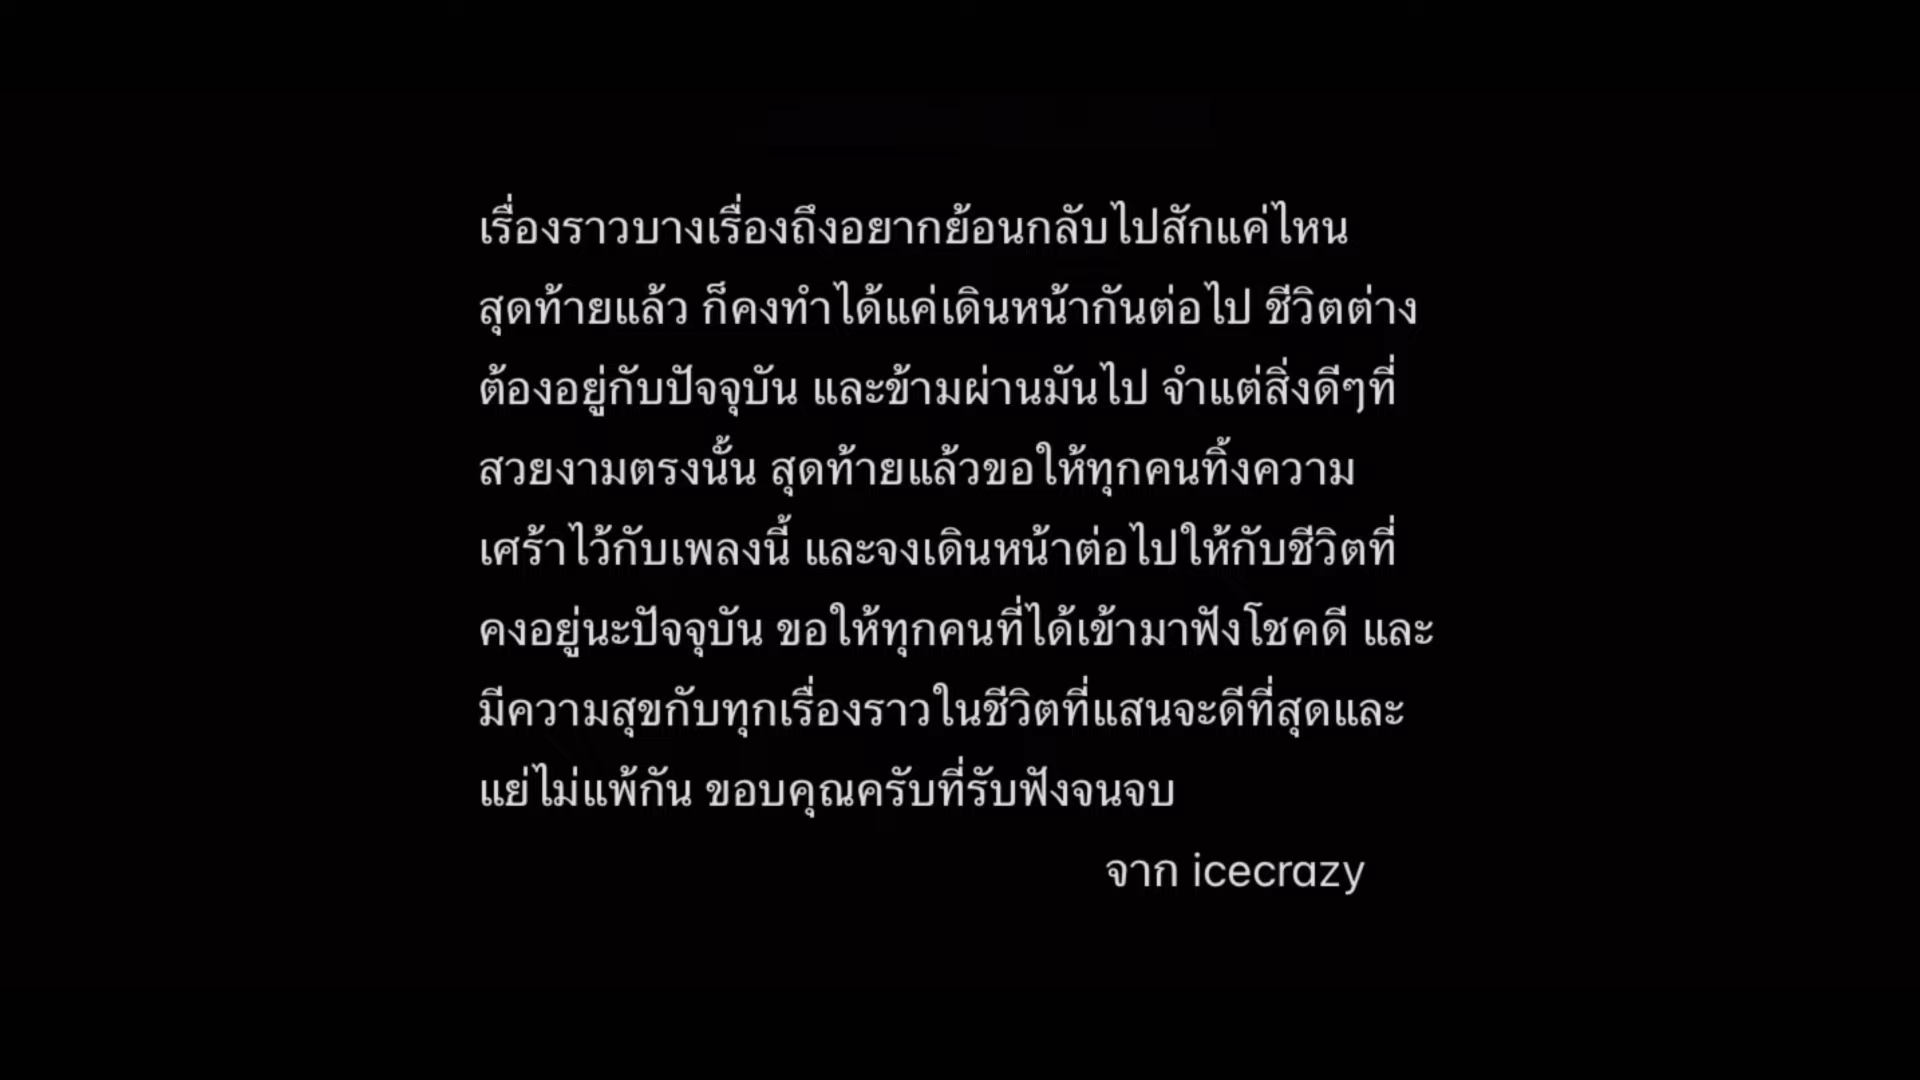 เรื่องราวบางเรื่องถึงอยากย้อนกลับไปสักแค่ไหน
สุดท้ายแล้ว ก็คงทำได้แค่เดินหน้ากันต่อไป ชีวิตต่าง
ต้องอยู่กับปัจจุบัน และข้ามผ่านมันไป จำแต่สิ่งดีๆที่
สวยงามตรงนั้น สุดท้ายแล้วขอให้ทุกคนทิ้งความ
เศร้าไว้กับเพลงนี้ และจงเดินหน้าต่อไปให้กับชีวิตที่
คงอยู่นะปัจจุบัน ขอให้ทุกคนที่ได้เข้ามาฟังโชคดี และ
มีความสุขกับทุกเรื่องราวในชีวิตที่แสนจะดีที่สุดและ
แย่ไม่แพ้กัน ขอบคุณครับที่รับฟังจนจบ
จาก icecrazy